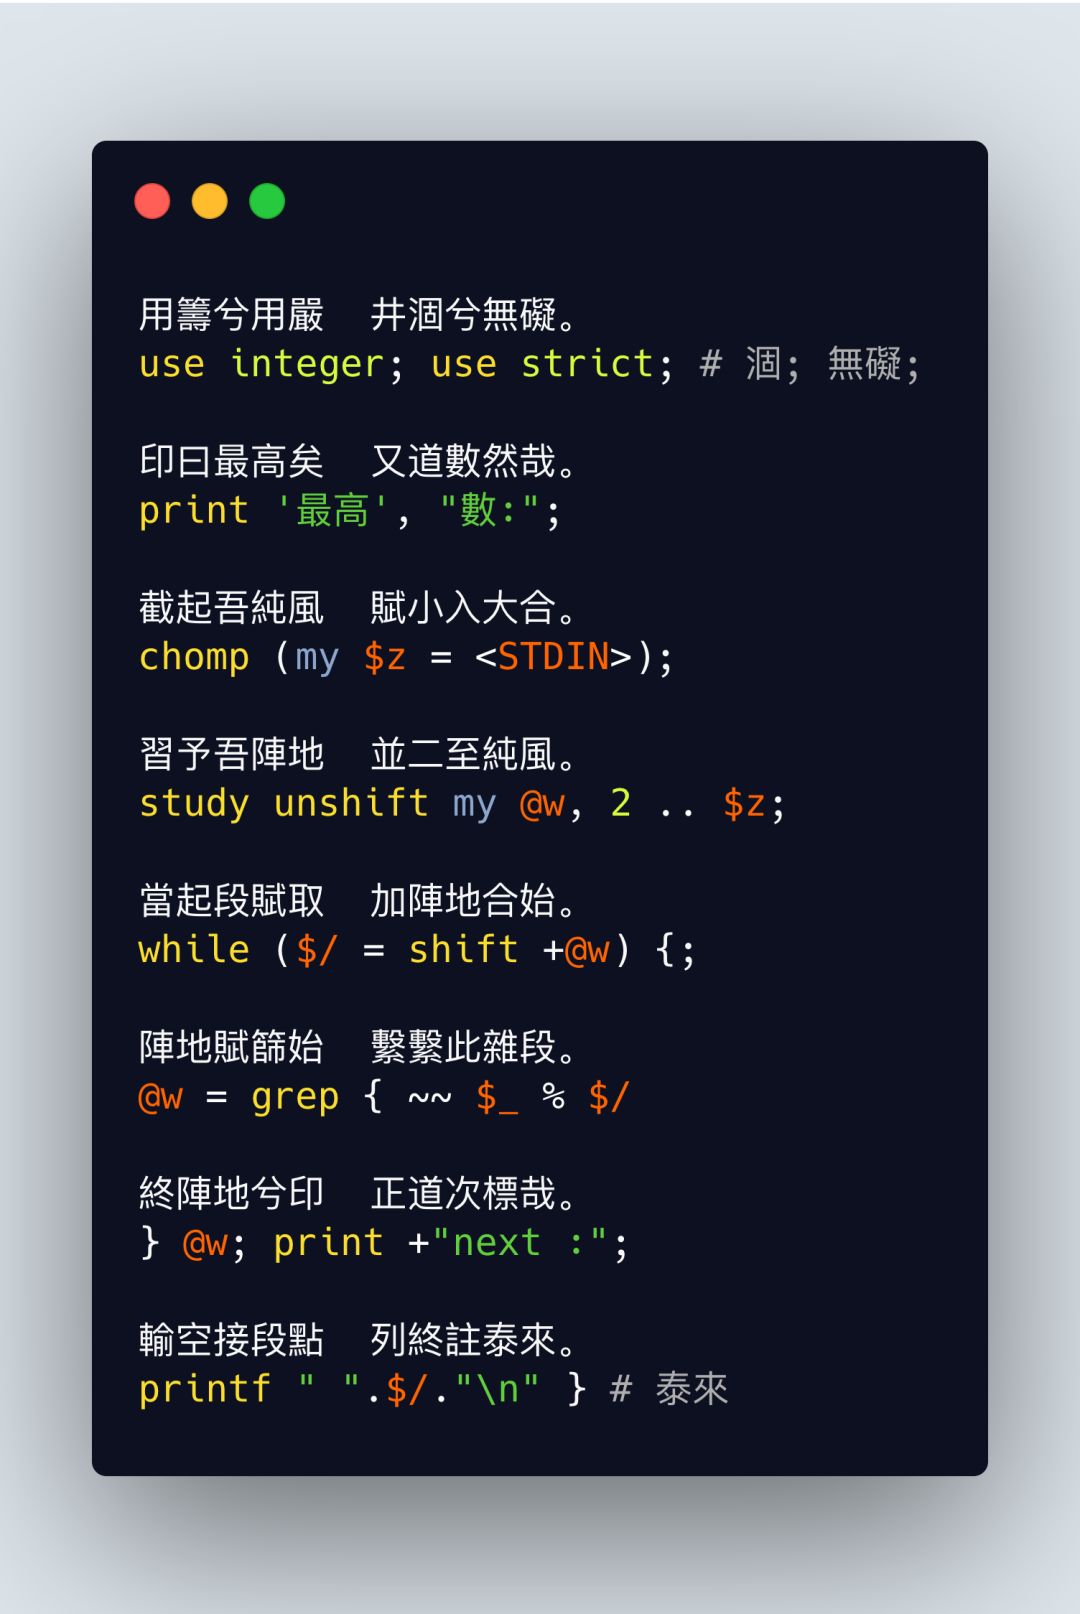 用籌兮用嚴　井涸兮無礙。
use integer; use strict; # 涸; 無礙;
印曰最高矣　又道數然哉。
print '最高', "數:";
截起吾純風　賦小入大合。
chomp (my $z = <STDIN>);
習予吾陣地　並二至純風。
study unshift my @w, 2 .. $z;
當起段賦取　加陣地合始。
while ($/ = shift +@w) {;
陣地賦篩始　繫繫此雜段。
@w = grep { ~~ $_ % $/
終陣地兮印　正道次標哉。
} @w; print +"next :";
輸空接段點　列終註泰來。
printf " ".$/."\n" } # 泰來